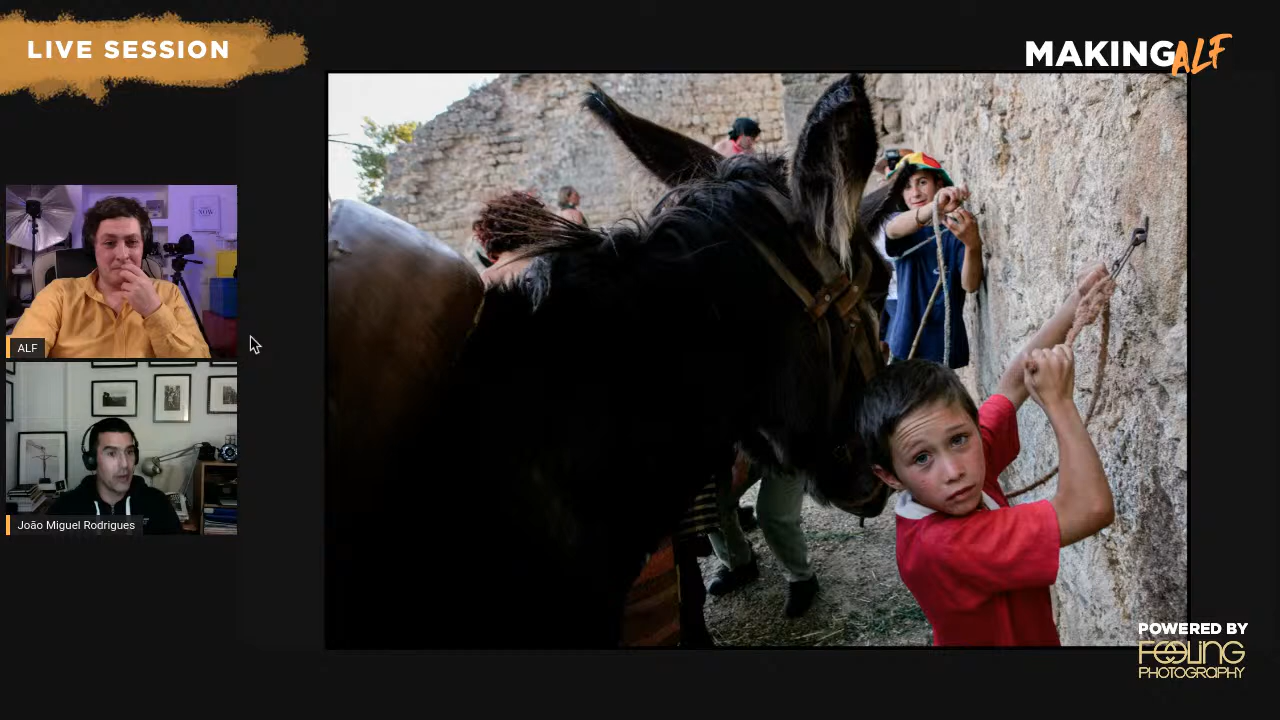 LIVE SESSION
MAKINGALF
ALF
João Miguel Rodrigues
POWERED BY
FEELING
PHOTOGRAPHY